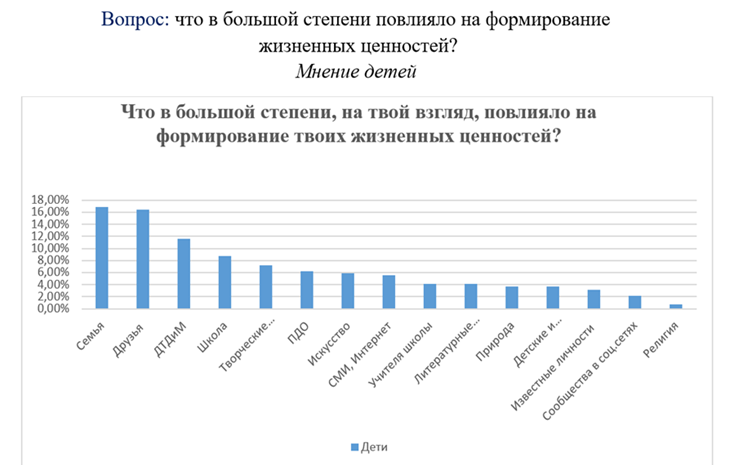 Вопрос: что в большой степени повлияло на формирование
жизненных ценностей?
Мнение детей
Что в большой степени, на твой взгляд, повлияло на
формирование твоих жизненных ценностей?
18,00%
16,00%
14,00%
12,00%
10,00%
8,00%
6,00%
4,00%
2,00%
0,00%
Семья
Друзья
ДТДиМ
Школа
Творческие...
ПДО
Искусство
СМИ, Интернет
Учителя школы
Литературные...
Природа
Детские и...
Известные личности
Сообщества в соц.сетях
Религия
Дети